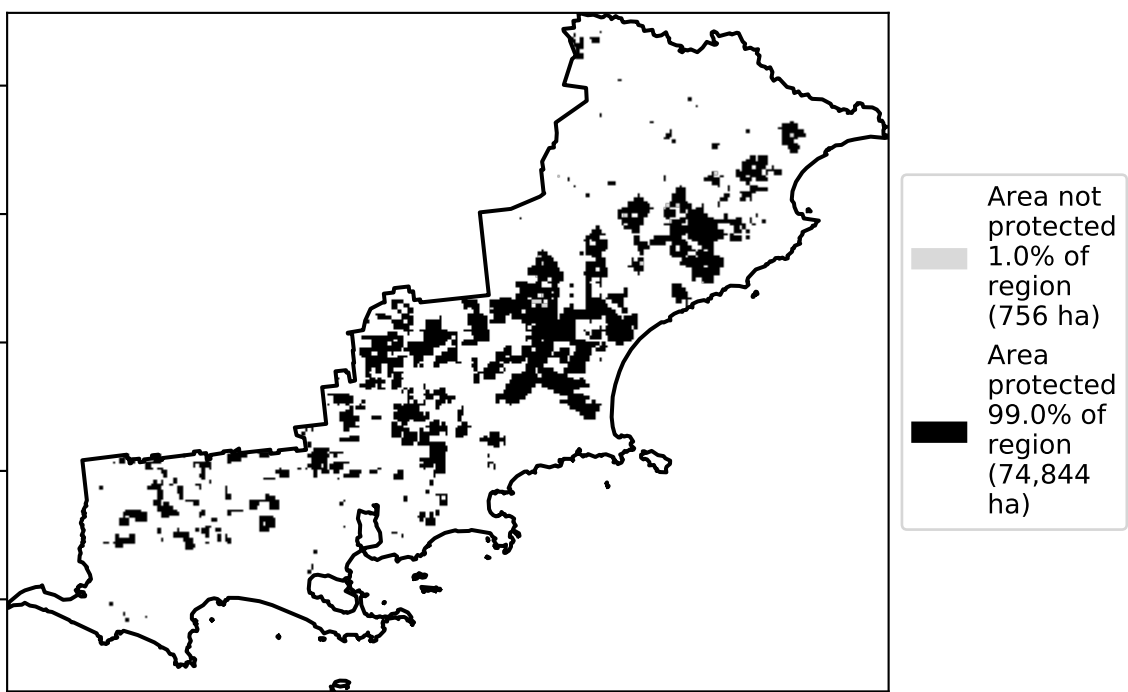 Area not
protected
1.0% of
region
(756 ha)
Area
protected
99.0% of
region
(74,844
ha)